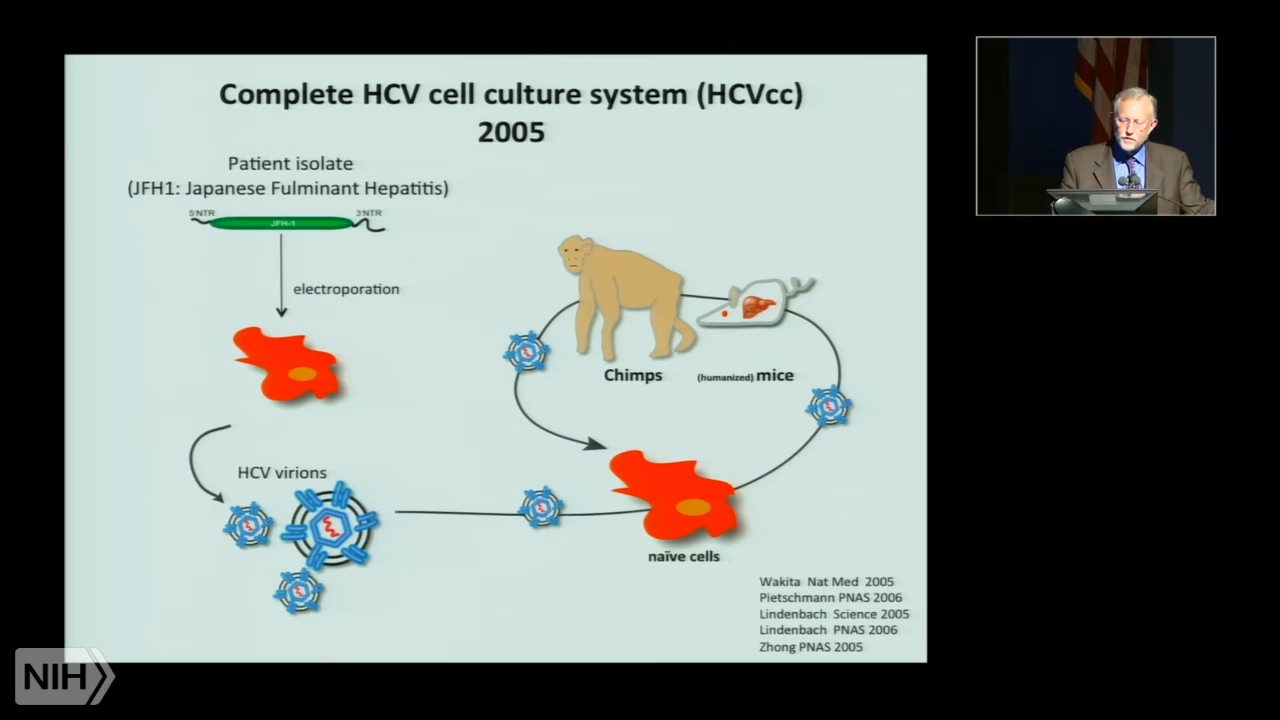 Complete HCV cell culture system (HCVcc)
2005
Patient isolate
(JFH1: Japanese Fulminant Hepatitis)
5'NTR
JFH-1
3'NTR
electroporation
HCV virions
Chimps
(humanized) mice
naïve cells
Wakita Nat Med 2005
Pietschmann PNAS 2006
Lindenbach Science 2005
Lindenbach PNAS 2006
Zhong PNAS 2005
NIH